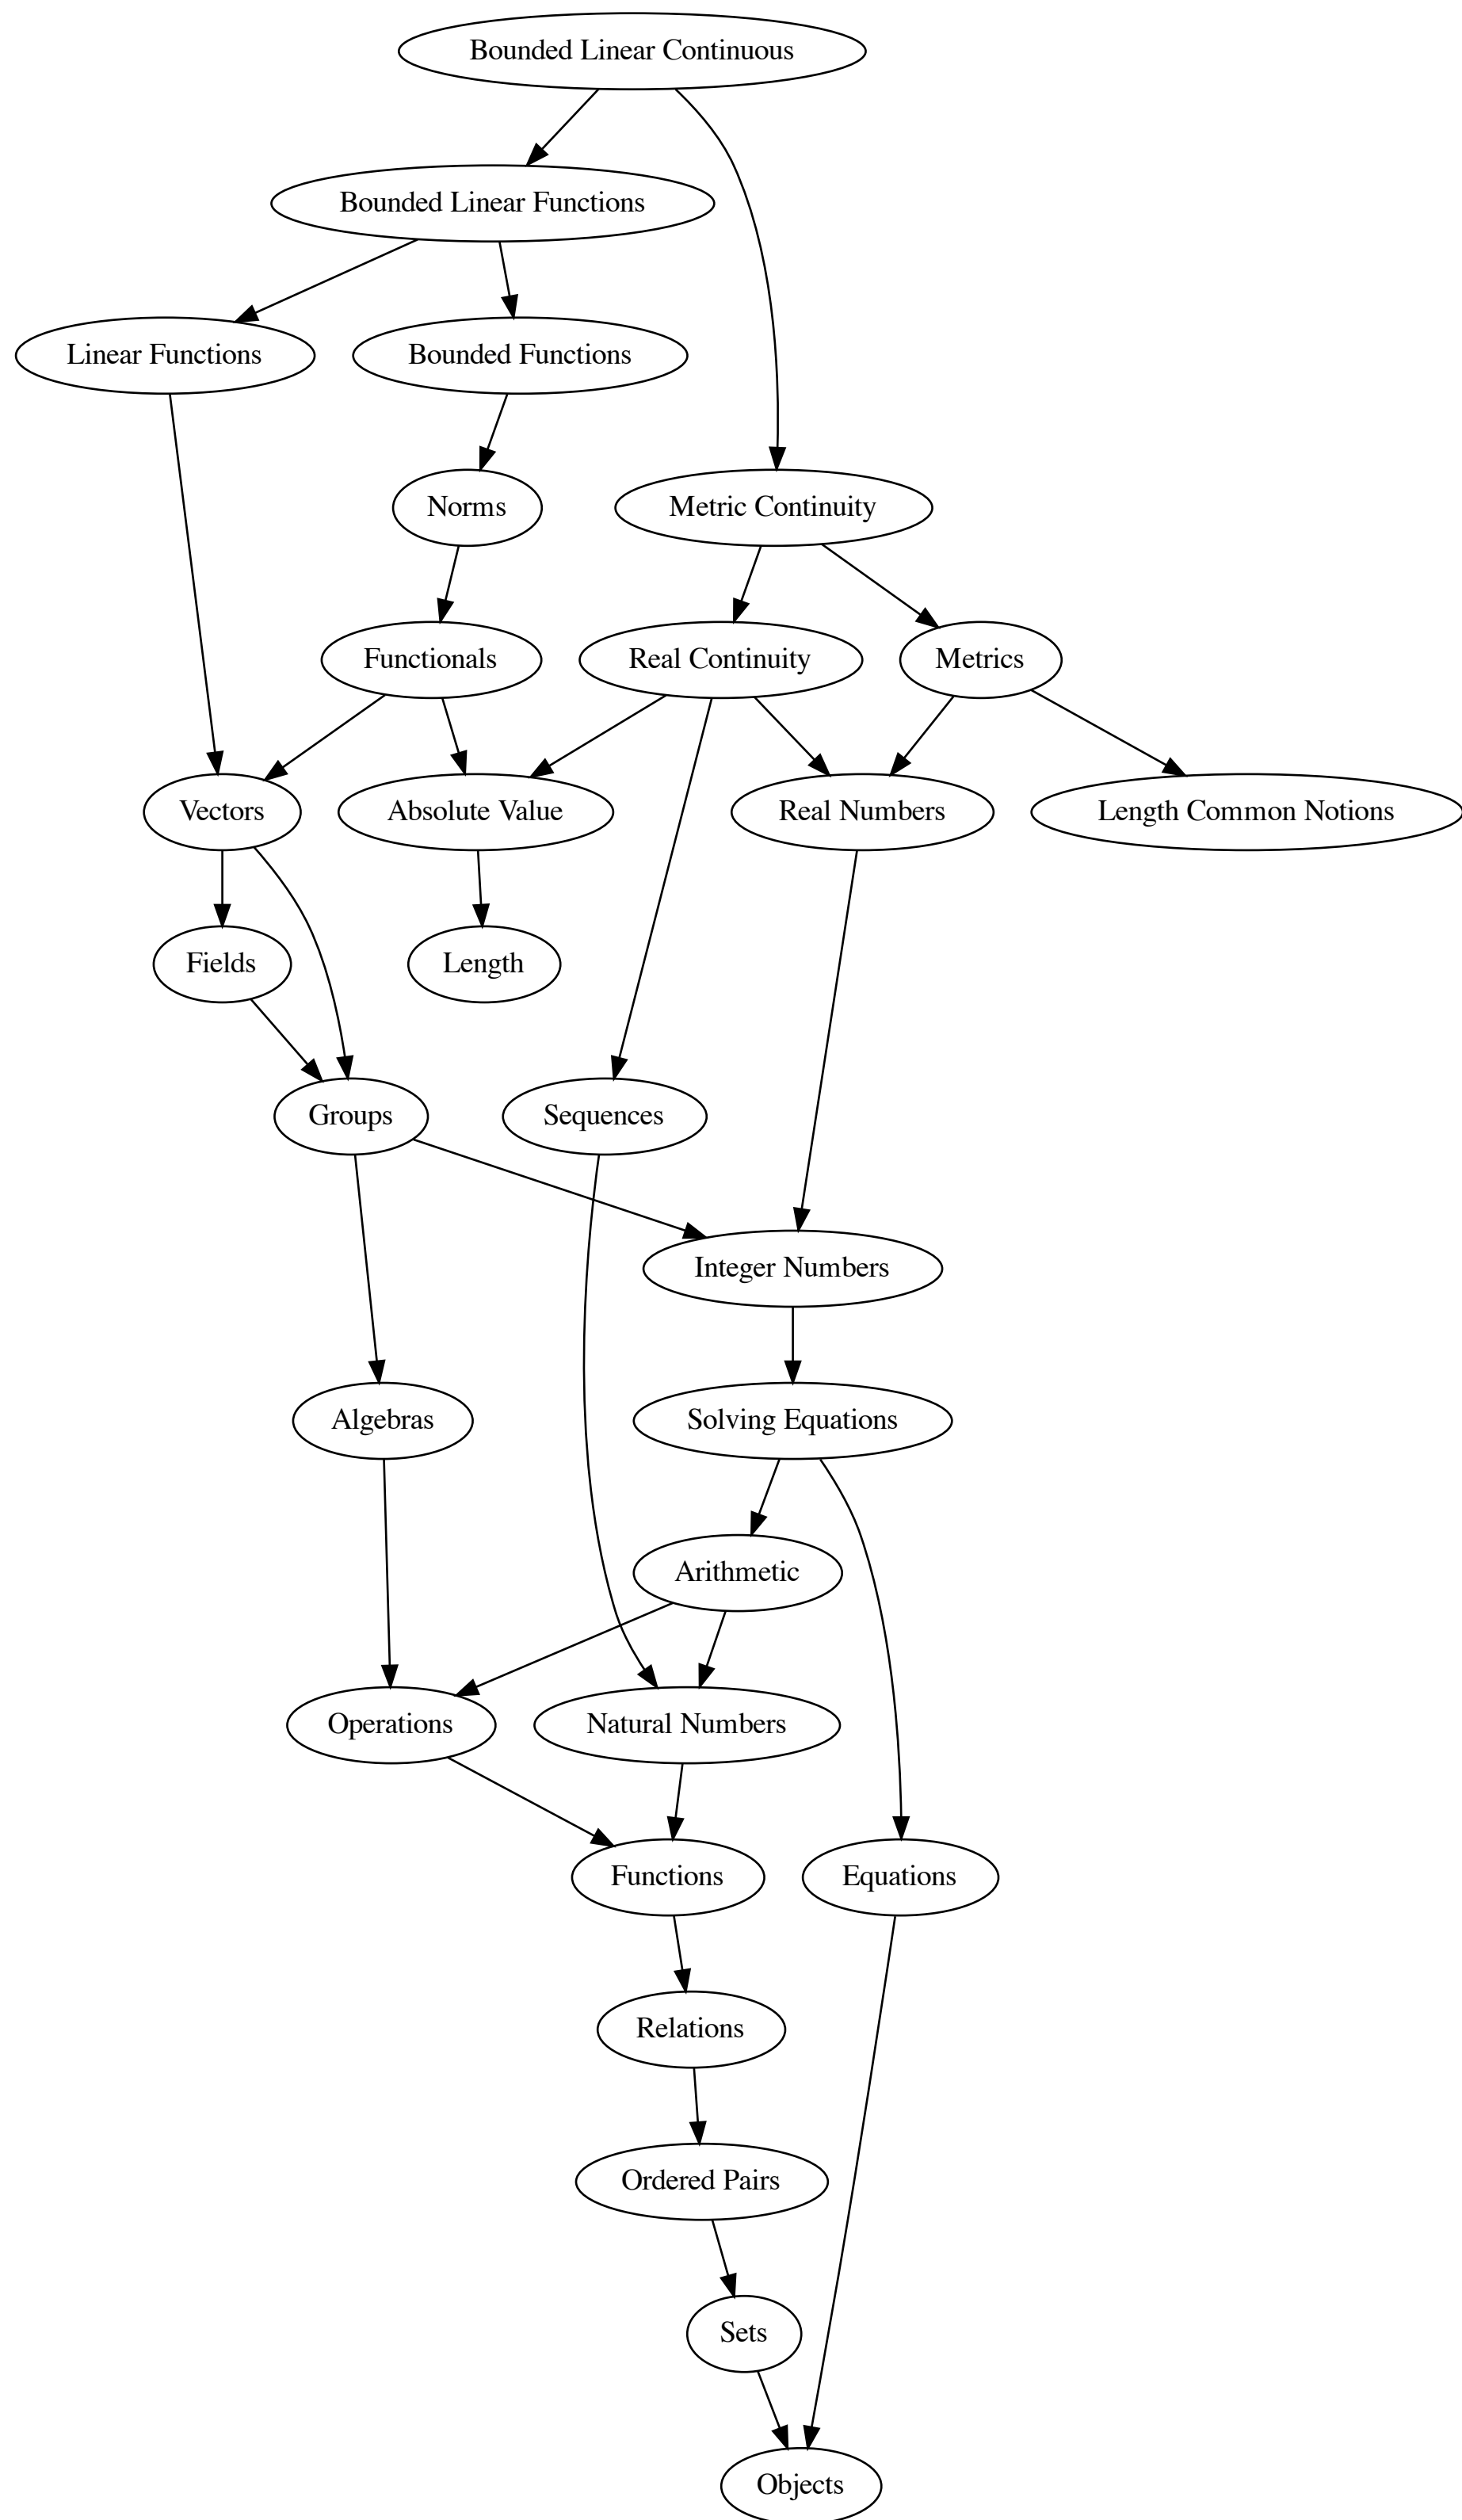 Bounded Linear Continuous
Bounded Linear Functions
Linear Functions
Bounded Functions
Norms
Metric Continuity
Functionals
Real Continuity
Metrics
Vectors
Absolute Value
Real Numbers
Length Common Notions
Fields
Length
Groups
Sequences
Integer Numbers
Algebras
Solving Equations
Arithmetic
Operations
Natural Numbers
Functions
Equations
Relations
Ordered Pairs
Sets
Objects